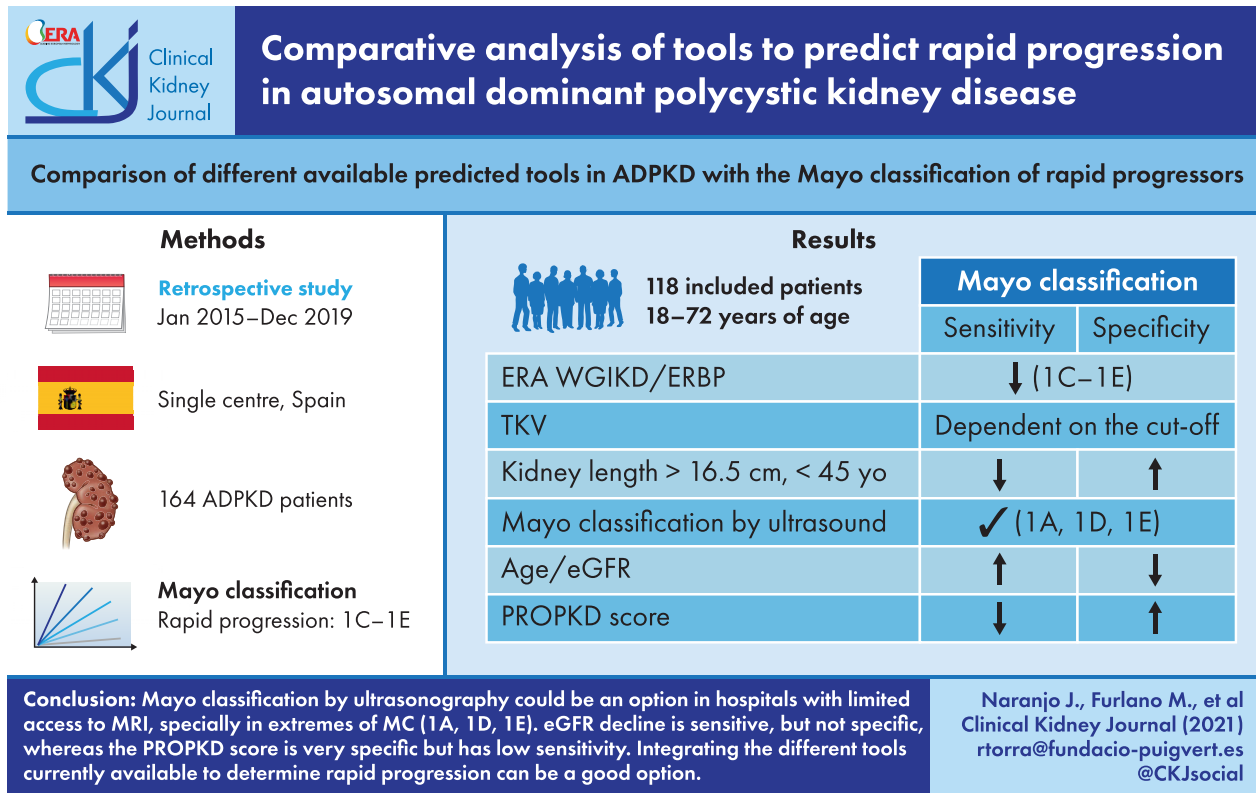 ERA
CKJ
Clinical
Kidney
Journal
Comparative analysis of tools to predict rapid progression
in autosomal dominant polycystic kidney disease
Comparison of different available predicted tools in ADPKD with the Mayo classification of rapid progressors
Methods
Retrospective study
Jan 2015–Dec 2019
Single centre, Spain
164 ADPKD patients
Mayo classification
Rapid progression: 1C–1E
Results
118 included patients
18–72 years of age
Mayo classification
Sensitivity Specificity
ERA WGIKD/ERBP ↓ (1C–1E)
TKV Dependent on the cut-off
Kidney length > 16.5 cm, < 45 yo ↓ ↑
Mayo classification by ultrasound ✓ (1A, 1D, 1E)
Age/eGFR ↑ ↓
PROPKD score ↓ ↑
Conclusion: Mayo classification by ultrasonography could be an option in hospitals with limited
access to MRI, specially in extremes of MC (1A, 1D, 1E). eGFR decline is sensitive, but not specific,
whereas the PROPKD score is very specific but has low sensitivity. Integrating the different tools
currently available to determine rapid progression can be a good option.
Naranjo J., Furlano M., et al
Clinical Kidney Journal (2021)
rtorra@fundacio-puigvert.es
@CKJsocial